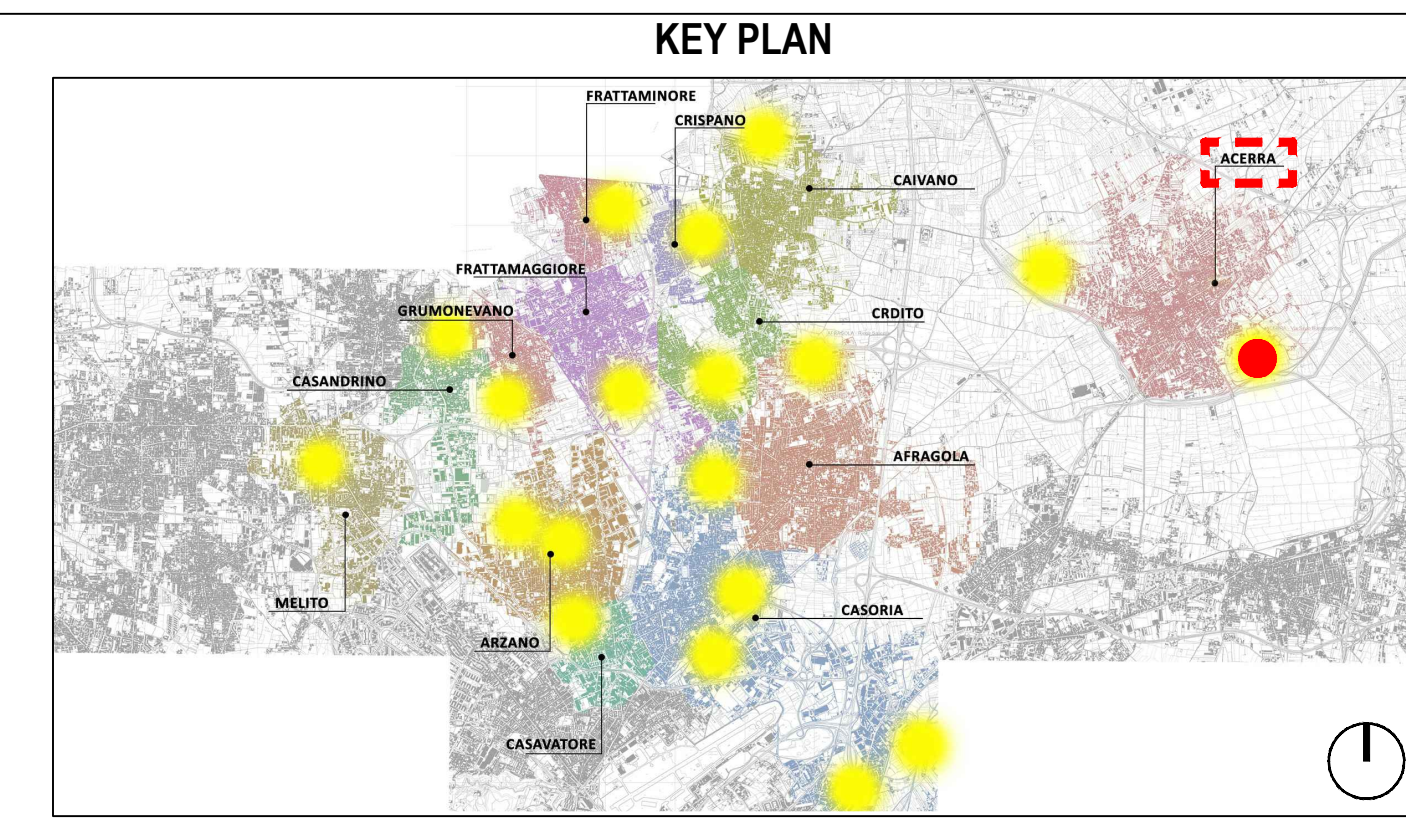 KEY PLAN
FRATTAMINORE
CRISPANO
ACERRA
CAIVANO
FRATTAMAGGIORE
GRUMONEVANO
CRDITO
CASANDRINO
AFRAGOLA
MELITO
CASORIA
ARZANO
CASAVATORE